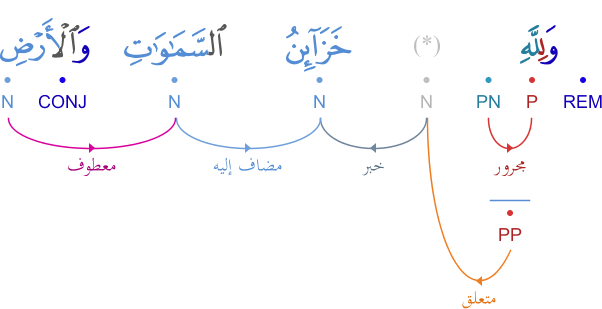 وَلِلَّهِ (*) خَزَآئِنُ ٱلسَّمَٰوَٰتِ وَٱلْأَرْضِ
REM P PN N N N CONJ N
مجرور خبر مضاف إليه معطوف
PP
متعلق